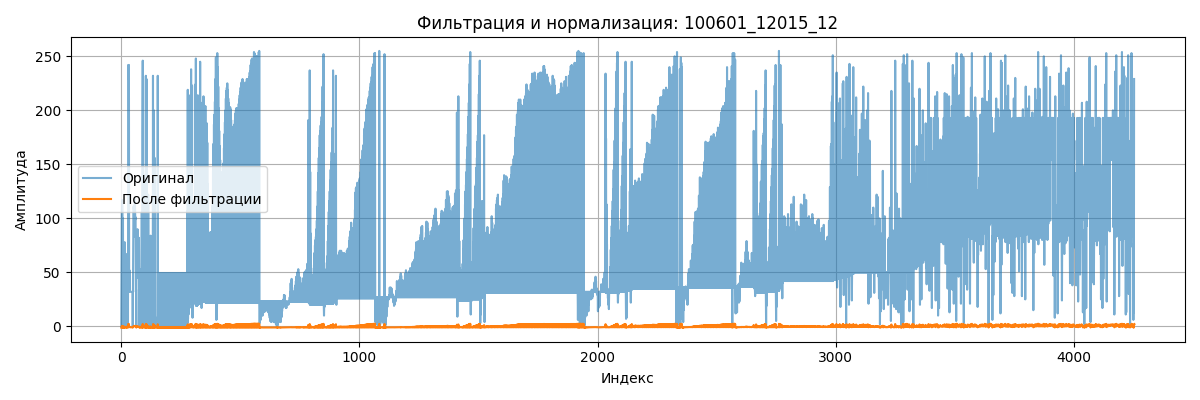 Фильтрация и нормализация: 100601_12015_12
Амплитуда
250
200
150
100
50
0
Оригинал
После фильтрации
0 1000 2000 3000 4000
Индекс